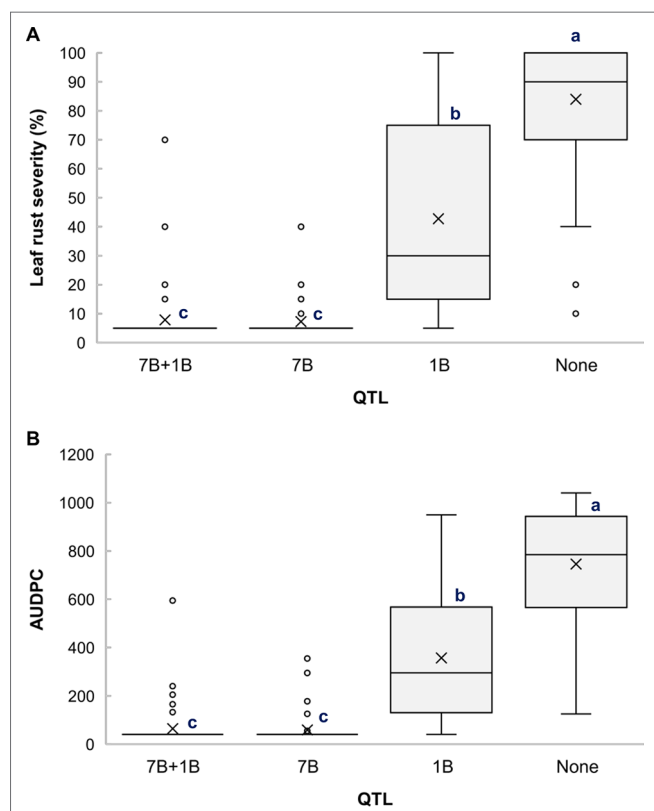 A
100
a
90
80
b
70
60
50
40
30
20
10
c
c
0
Leaf rust severity (%)
7B+1B 7B 1B None
QTL
B
1200
1000
a
800
600
b
400
200
c
c
0
AUDPC
7B+1B 7B 1B None
QTL